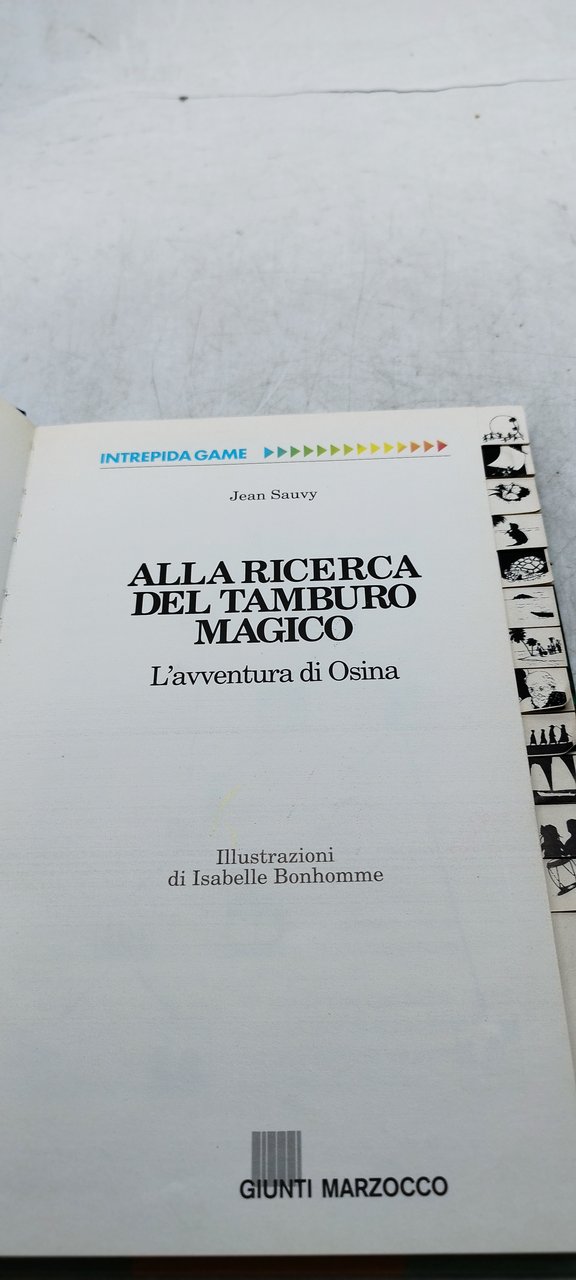 INTREPIDA GAME
Jean Sauvy
ALLA RICERCA
DEL TAMBURO
MAGICO
L'avventura di Osina
Illustrazioni
di Isabelle Bonhomme
GIUNTI MARZOCCO